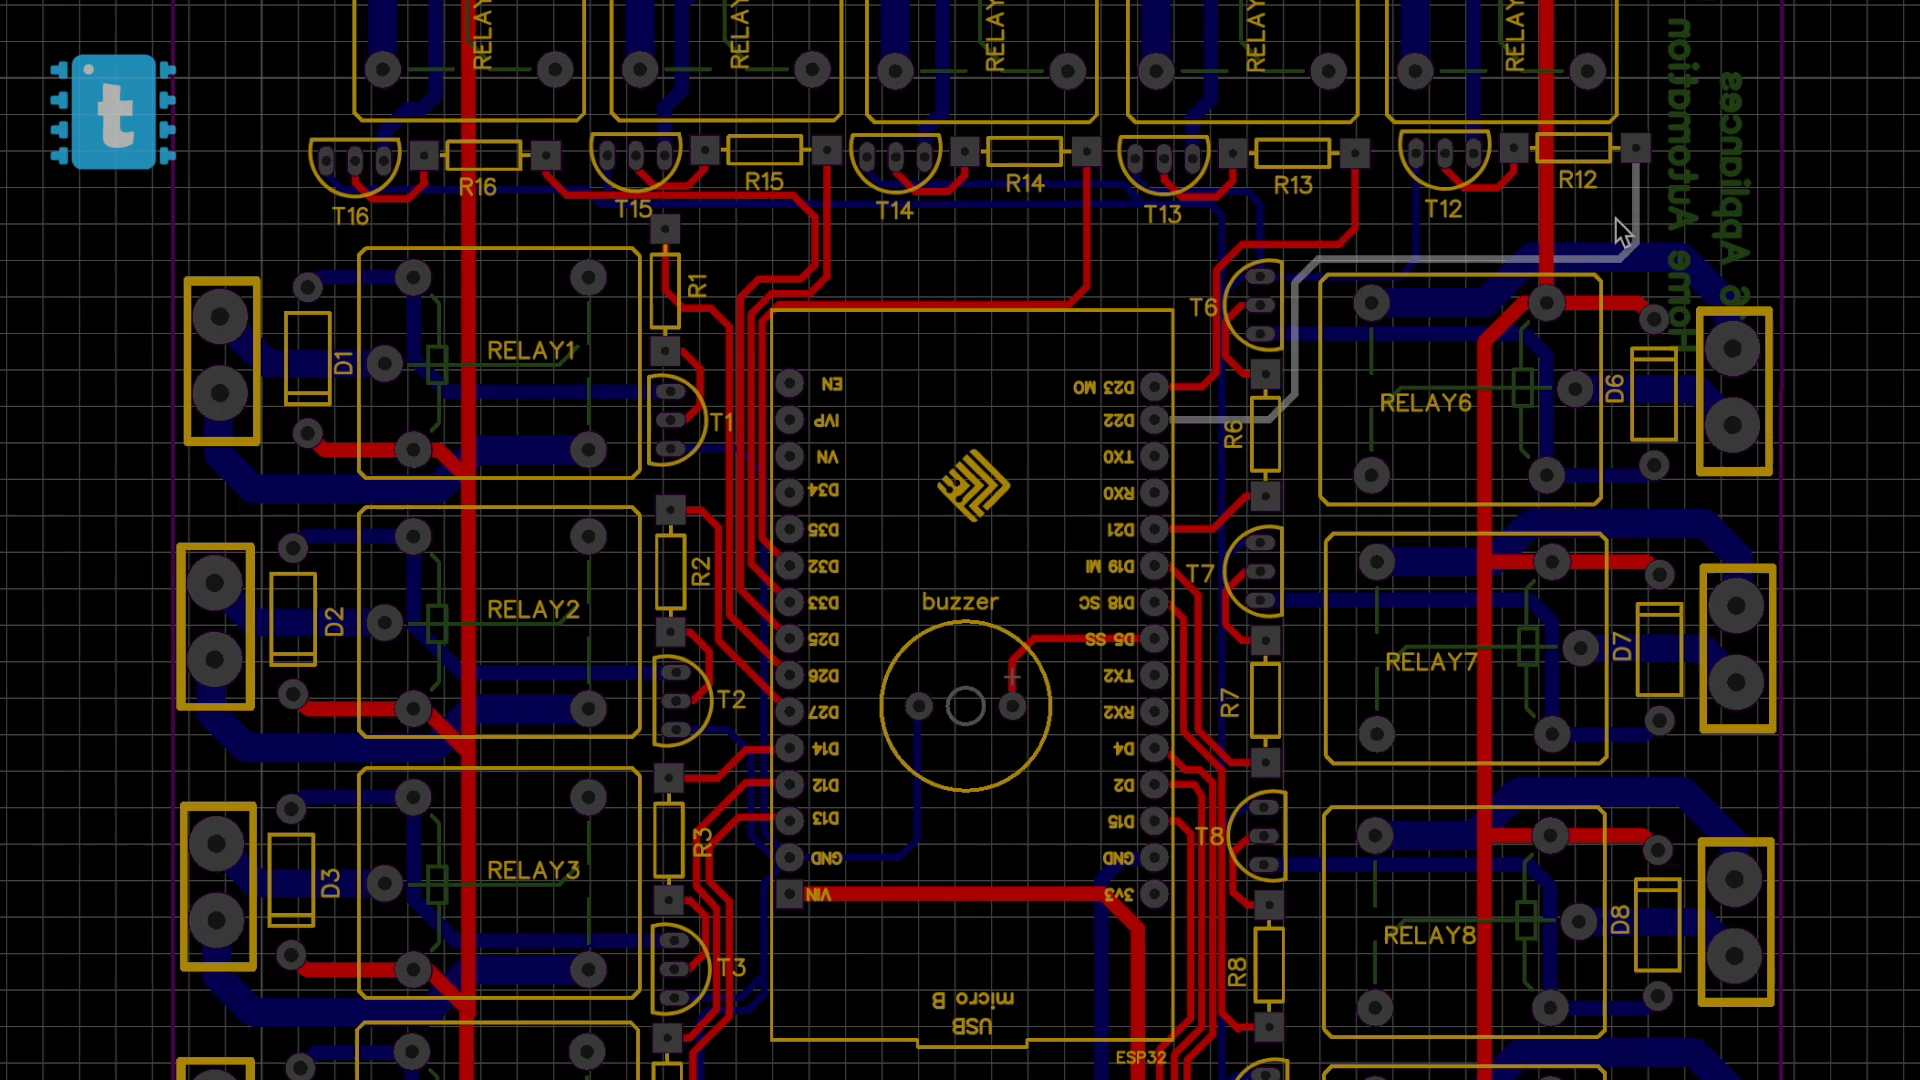 t
RELAY
RELAY
RELAY
RELAY
RELAY
Home Automation
& Appliances
R16
R15
R14
R13
R12
T16
T15
T14
T13
T12
R1
T6
RELAY1
D1
T1
EN
IVP
VN
D34
D35
D32
D33
D25
D26
D27
D14
D12
D13
GND
VIN
D23 MO
D22
TX0
RX0
D21
D19 MI
D18 SC
D5 SS
TX2
RX2
D4
D2
D15
GND
3v3
R6
RELAY6
D6
R2
RELAY2
D2
T2
buzzer
+
T7
R7
RELAY7
D7
R3
RELAY3
D3
T3
T8
R8
RELAY8
D8
USB
micro B
ESP32